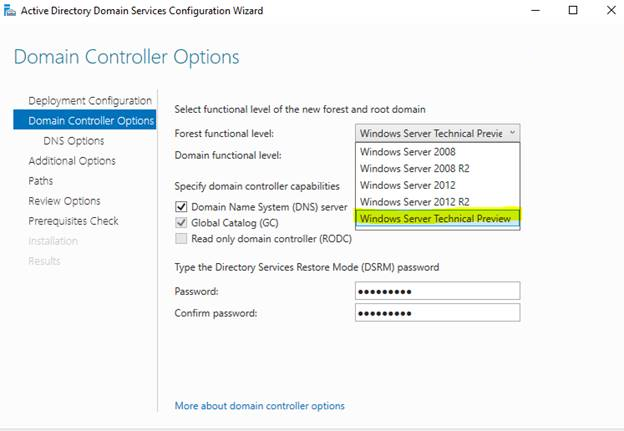 Active Directory Domain Services Configuration Wizard
Domain Controller Options
Deployment Configuration
Domain Controller Options
DNS Options
Additional Options
Paths
Review Options
Prerequisites Check
Installation
Results
Select functional level of the new forest and root domain
Forest functional level:
Windows Server Technical Previe
Domain functional level:
Windows Server 2008
Windows Server 2008 R2
Windows Server 2012
Windows Server 2012 R2
Windows Server Technical Preview
Specify domain controller capabilities
Domain Name System (DNS) server
Global Catalog (GC)
Read only domain controller (RODC)
Type the Directory Services Restore Mode (DSRM) password
Password:
●●●●●●●●●
Confirm password:
●●●●●●●●●
More about domain controller options